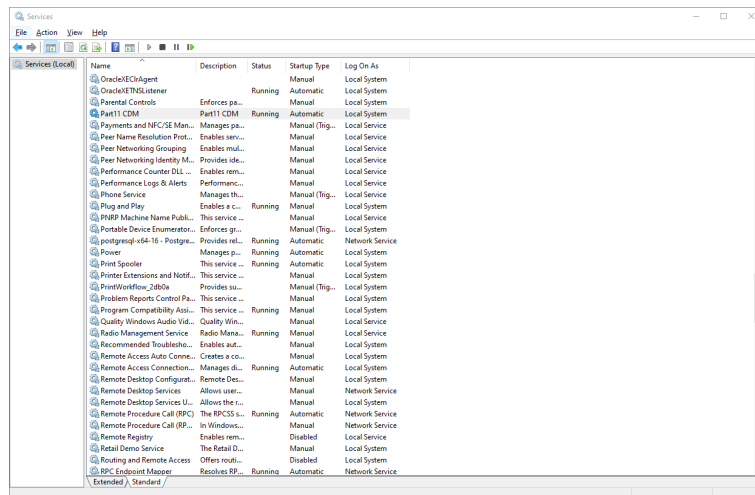 Services
File Action View Help
Services (Local)
Name Description Status Startup Type Log On As
OracleXEClrAgent Manual Local System
OracleXETNSListener Running Automatic Local System
Parental Controls Enforces pa... Manual Local System
Part11 CDM Part11 CDM Running Automatic Local System
Payments and NFC/SE Man... Manages pa... Manual (Trig... Local Service
Peer Name Resolution Prot... Enables serv... Manual Local Service
Peer Networking Grouping Enables mul... Manual Local Service
Peer Networking Identity M... Provides ide... Manual Local Service
Performance Counter DLL ... Enables rem... Manual Local Service
Performance Logs & Alerts Performanc... Manual Local Service
Phone Service Manages th... Manual (Trig... Local Service
Plug and Play Enables a c... Running Manual Local System
PNRP Machine Name Publi... This service ... Manual Local Service
Portable Device Enumerator... Enforces gr... Manual (Trig... Local System
postgresql-x64-16 - Postgre... Provides rel... Running Automatic Network Service
Power Manages p... Running Automatic Local System
Print Spooler This service ... Running Automatic Local System
Printer Extensions and Notif... This service ... Manual Local System
PrintWorkflow_2db0a Provides su... Manual (Trig... Local System
Problem Reports Control Pa... This service ... Manual Local System
Program Compatibility Assi... This service ... Running Manual Local System
Quality Windows Audio Vid... Quality Win... Manual Local Service
Radio Management Service Radio Mana... Running Manual Local Service
Recommended Troublesho... Enables aut... Manual Local System
Remote Access Auto Conne... Creates a co... Manual Local System
Remote Access Connection... Manages di... Running Automatic Local System
Remote Desktop Configurat... Remote Des... Manual Local System
Remote Desktop Services Allows user... Manual Network Service
Remote Desktop Services U... Allows the r... Manual Local System
Remote Procedure Call (RPC) The RPCSS s... Running Automatic Network Service
Remote Procedure Call (RP... In Windows... Manual Network Service
Remote Registry Enables rem... Disabled Local Service
Retail Demo Service The Retail D... Manual Local System
Routing and Remote Access Offers routi... Disabled Local System
RPC Endpoint Mapper Resolves RP... Running Automatic Network Service
Extended Standard